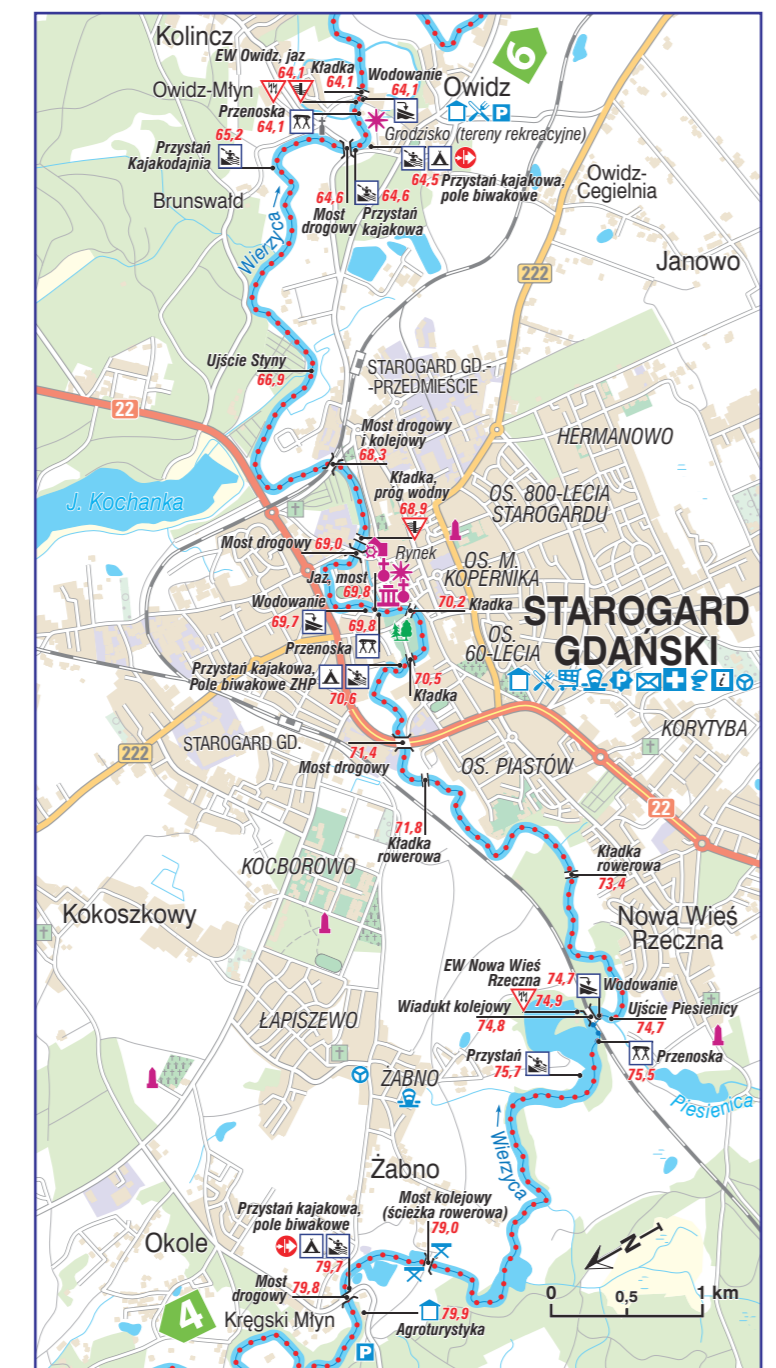 Kolincz
EW Owidz, jaz
64,1
Kładka
64,1
Wodowanie
64,1
6
Owidz-Młyn
Owidz
P
Przenoska
64,1
Grodzisko (tereny rekreacyjne)
65,2
Przystań
Kajakodajnia
64,5 Przystań kajakowa,
pole biwakowe
Owidz-
Cegielnia
Brunswałd
64,6
Most
drogowy
64,6
Przystań
kajakowa
Wierzyca
222
Janowo
Ujście Styny
66,9
STAROGARD GD.-
-PRZEDMIEŚCIE
22
Most drogowy
i kolejowy
68,3
HERMANOWO
J. Kochanka
Kładka,
próg wodny
68,9
OS. 800-LECIA
STAROGARDU
Most drogowy 69,0
Rynek
OS. M.
KOPERNIKA
Jaz, most
69,8
Wodowanie
69,7
69,8
Przenoska
70,2 Kładka
STAROGARD
GDAŃSKI
OS.
60-LECIA
Przystań kajakowa,
Pole biwakowe ZHP
70,6
70,5
Kładka
P
i
KORYTYBA
222
STAROGARD GD.
71,4
Most drogowy
OS. PIASTÓW
22
71,8
Kładka
rowerowa
KOCBOROWO
Kładka
rowerowa
73,4
Kokoszkowy
Nowa Wieś
Rzeczna
EW Nowa Wieś
Rzeczna
74,9
74,7
Wodowanie
Wiadukt kolejowy
74,8
Ujście Piesienicy
74,7
ŁAPISZEWO
Przystań
75,7
Przenoska
75,5
ŻABNO
Piesienica
Wierzyca
Żabno
Przystań kajakowa,
pole biwakowe
79,7
Most kolejowy
(ścieżka rowerowa)
79,0
Okole
Most
drogowy
79,8
N
0 0,5 1 km
4
Kręgski Młyn
79,9
Agroturystyka
P